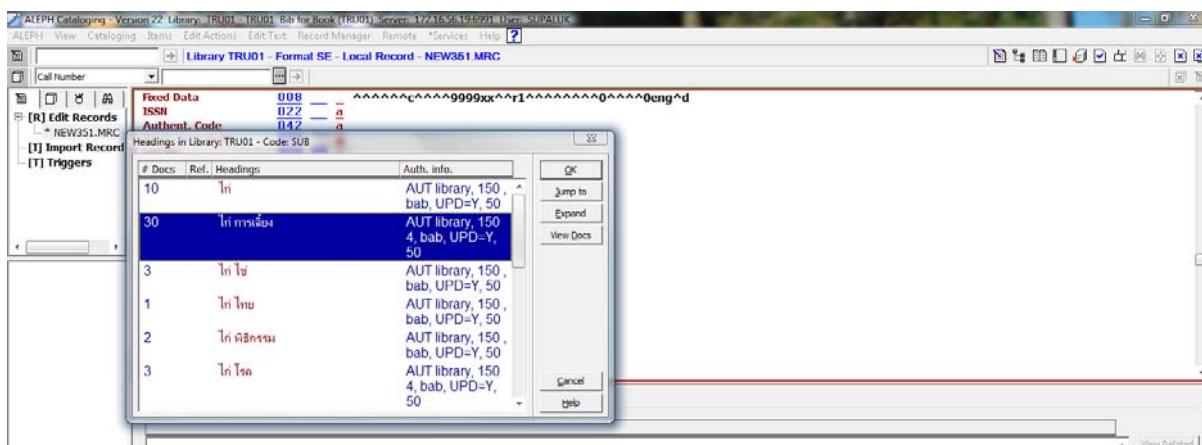 ALEPH Cataloging - Version 22 Library: TRU01 - TRU01 Bib for Book (TRU01) Server: 172.16.56.19:6991 User: SUPALUK
ALEPH View Cataloging Items Edit Actions Edit Text Record Manager Remote *Services Help ?
Library TRU01 - Formal SE - Local Record - NEW351.MRC
Call Number
[R] Edit Records
* NEW351.MRC
[I] Import Record
[T] Triggers
Fixed Data 008 ^^^^^^c^^^^9999xx^^r1^^^^^^^^0^^^^0eng^d
ISSN 022 a
Authent. Code 042 a
Headings in Library: TRU01 - Code: SUB
# Docs Ref. Headings Auth. info.
10 ไก่ AUT library, 150 ,
bab, UPD=Y, 50
30 ไก่ การเลี้ยง AUT library, 150
4, bab, UPD=Y,
50
3 ไก่ ไข่ AUT library, 150 ,
bab, UPD=Y, 50
1 ไก่ ไทย AUT library, 150 ,
bab, UPD=Y, 50
2 ไก่ พิธีกรรม AUT library, 150 ,
bab, UPD=Y, 50
3 ไก่ โรค AUT library, 150
4, bab, UPD=Y,
50
OK
Jump to
Expand
View Docs
Cancel
Help
View Related